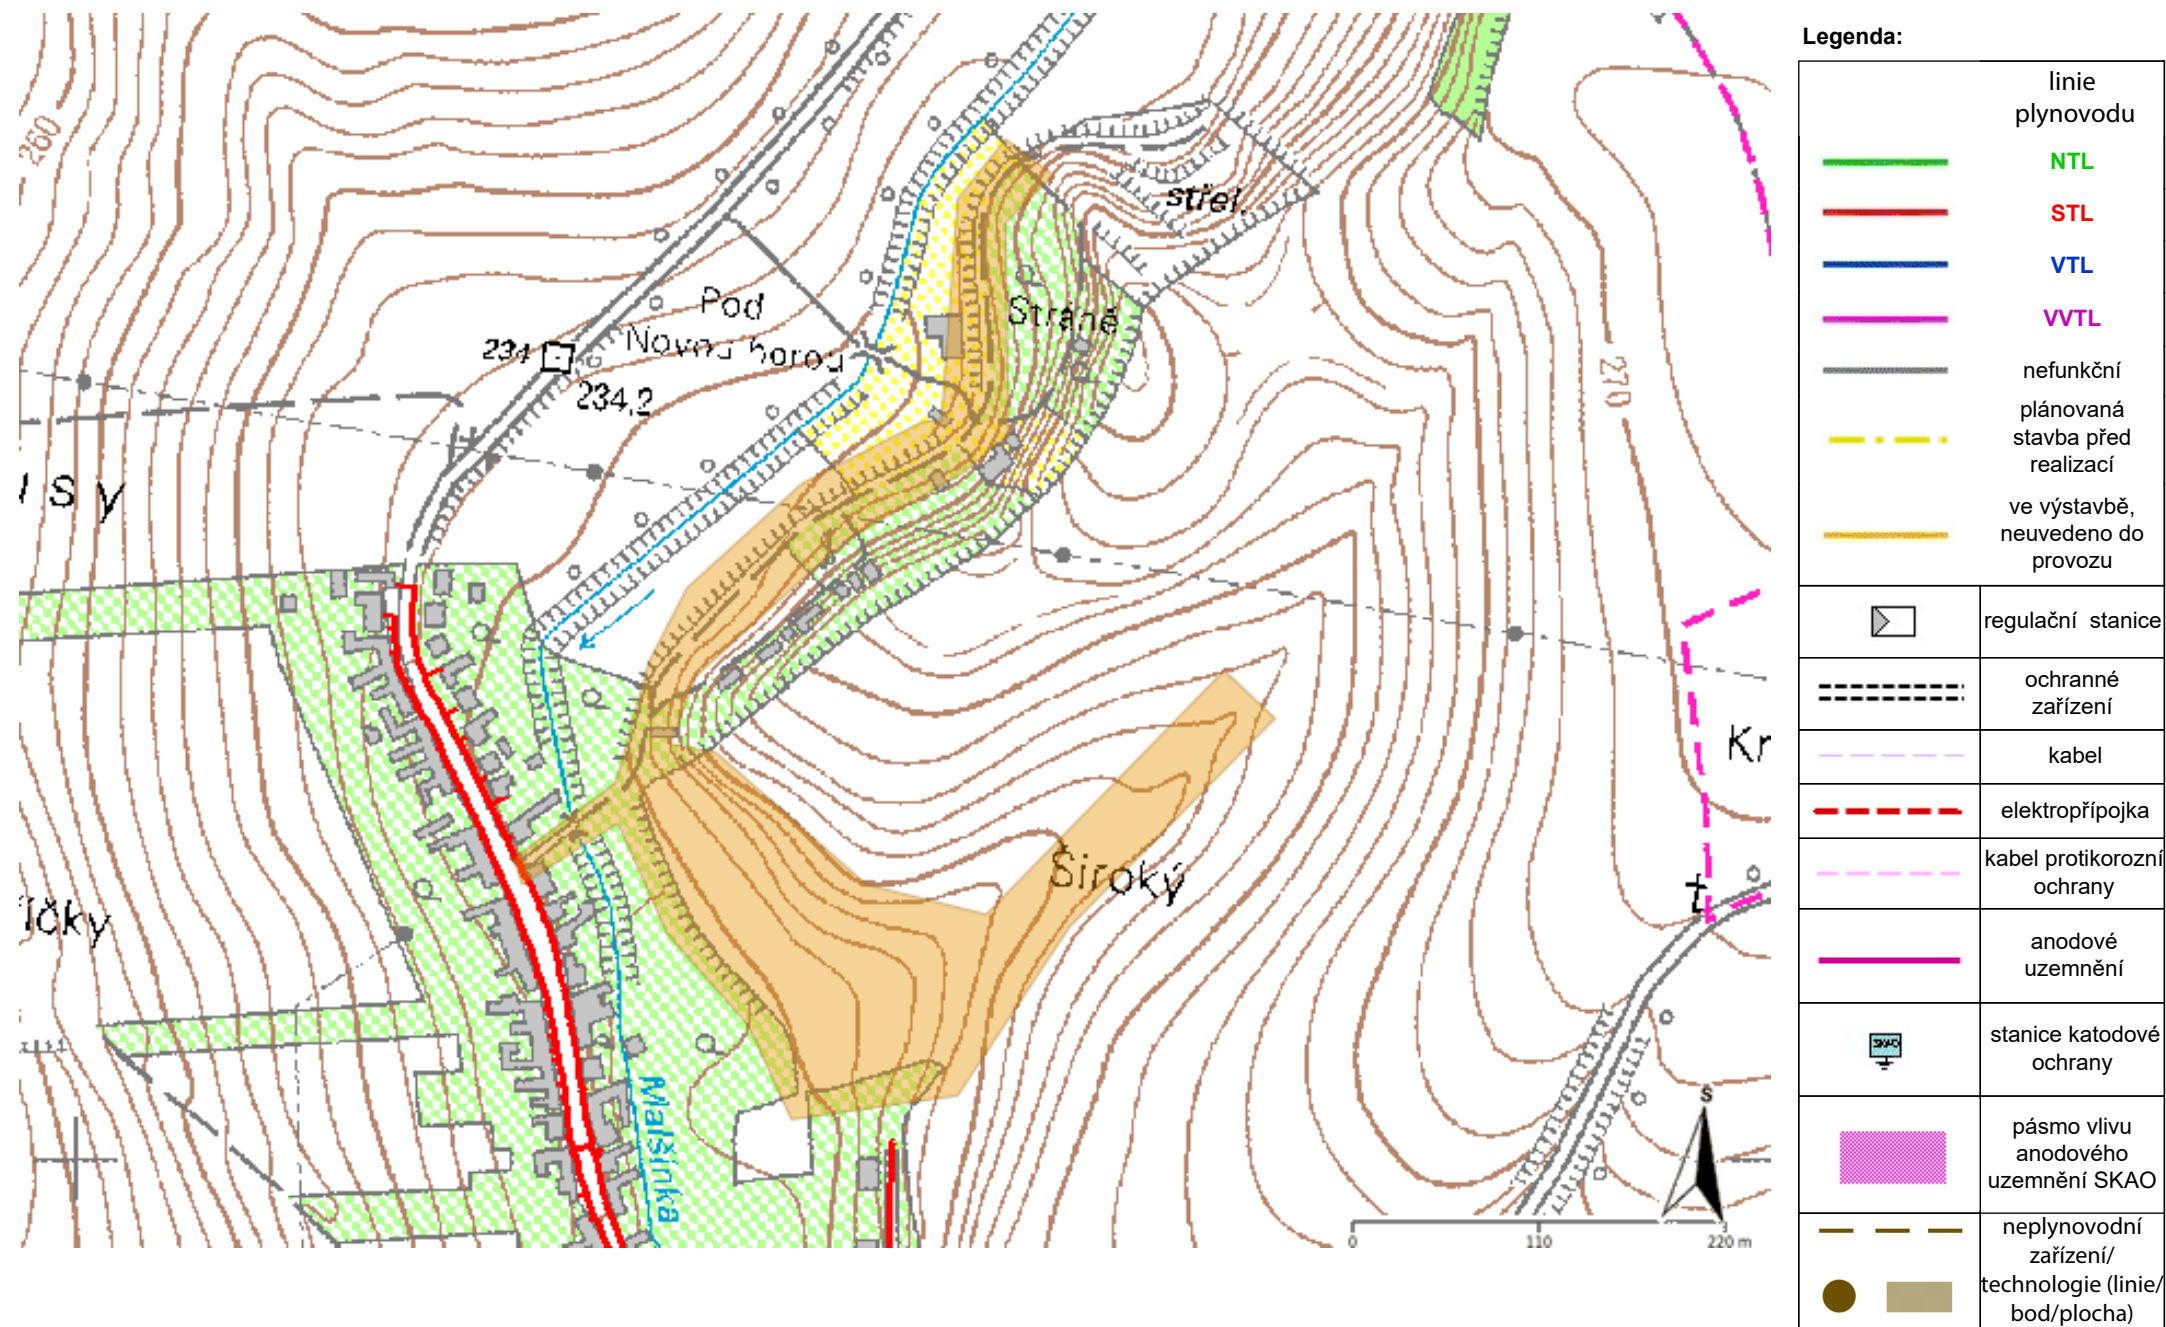 260
střel.
Stráně
Pod
Novou horou
234
234,2
270
Kr
Široký
íčky
Malšinka
S
0
110
220 m
Legenda:
linie
plynovodu
NTL
STL
VTL
VVTL
nefunkční
plánovaná
stavba před
realizací
ve výstavbě,
neuvedeno do
provozu
regulační stanice
ochranné
zařízení
kabel
elektropřípojka
kabel protikorozní
ochrany
anodové
uzemnění
SKAO
stanice katodové
ochrany
pásmo vlivu
anodového
uzemnění SKAO
neplynovodní
zařízení/
technologie (linie/
bod/plocha)